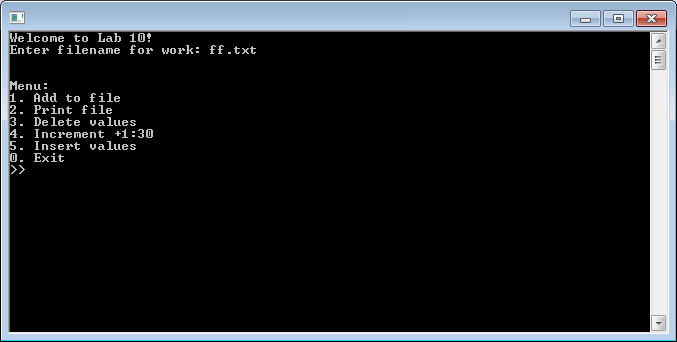 Welcome to Lab 10!
Enter filename for work: ff.txt
Menu:
1. Add to file
2. Print file
3. Delete values
4. Increment +1:30
5. Insert values
0. Exit
>>